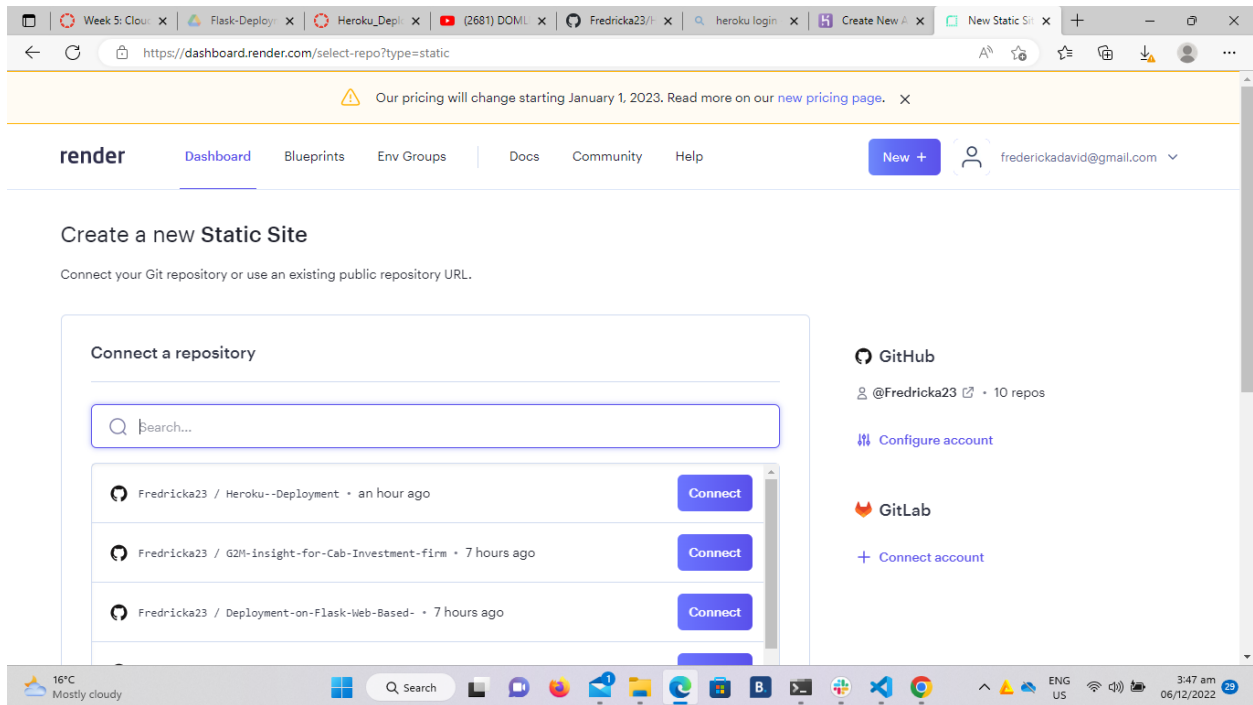 Week 5: Clou
Flask-Deploy
Heroku_Depl
(2681) DOML
Fredricka23/H
heroku login
Create New A
New Static Sit
https://dashboard.render.com/select-repo?type=static
Our pricing will change starting January 1, 2023. Read more on our new pricing page.
render
Dashboard
Blueprints
Env Groups
Docs
Community
Help
New +
frederickadavid@gmail.com
Create a new Static Site
Connect your Git repository or use an existing public repository URL.
Connect a repository
Search...
Fredricka23 / Heroku--Deployment • an hour ago
Connect
Fredricka23 / G2M-insight-for-Cab-Investment-firm • 7 hours ago
Connect
Fredricka23 / Deployment-on-Flask-Web-Based- • 7 hours ago
Connect
GitHub
@Fredricka23 • 10 repos
Configure account
GitLab
+ Connect account
16°C
Mostly cloudy
Search
1
B.
ENG
US
3:47 am
06/12/2022
29